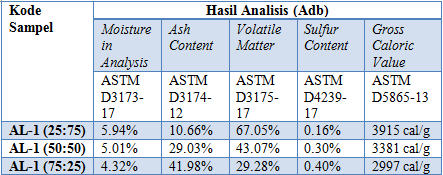 Kode Sampel Hasil Analisis (Adb)
Moisture in Analysis Ash Content Volatile Matter Sulfur Content Gross Caloric Value
ASTM D3173-17 ASTM D3174-12 ASTM D3175-17 ASTM D4239-17 ASTM D5865-13
AL-1 (25:75) 5.94% 10.66% 67.05% 0.16% 3915 cal/g
AL-1 (50:50) 5.01% 29.03% 43.07% 0.30% 3381 cal/g
AL-1 (75:25) 4.32% 41.98% 29.28% 0.40% 2997 cal/g